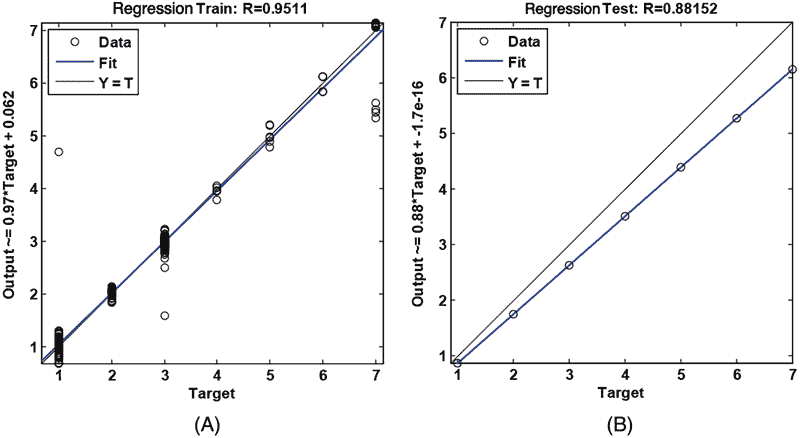 Regression Train: R=0.9511
Data
Fit
Y = T
Output ~= 0.97*Target + 0.062
7
6
5
4
3
2
1
1 2 3 4 5 6 7
Target
(A)
Regression Test: R=0.88152
Data
Fit
Y = T
Output ~= 0.88*Target + -1.7e-16
7
6
5
4
3
2
1
1 2 3 4 5 6 7
Target
(B)